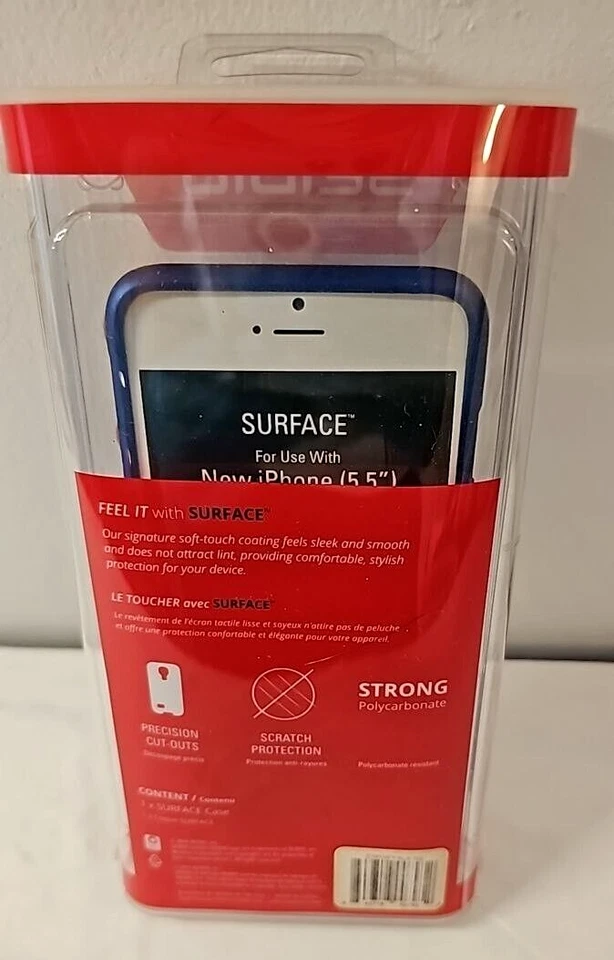 SURFACE™
For Use With
New iPhone (5.5")
FEEL IT with SURFACE™
Our signature soft-touch coating feels sleek and smooth
and does not attract lint, providing comfortable, stylish
protection for your device.
LE TOUCHER avec SURFACE™
Le revêtement de l'écran tactile lisse et soyeux n'attire pas de peluche
et offre une protection confortable et élégante pour votre appareil.
PRECISION
CUT-OUTS
Découpage précis
SCRATCH
PROTECTION
Protection anti-rayures
STRONG
Polycarbonate
Polycarbonate resistant
CONTENT / Contenu
1 x SURFACE Case